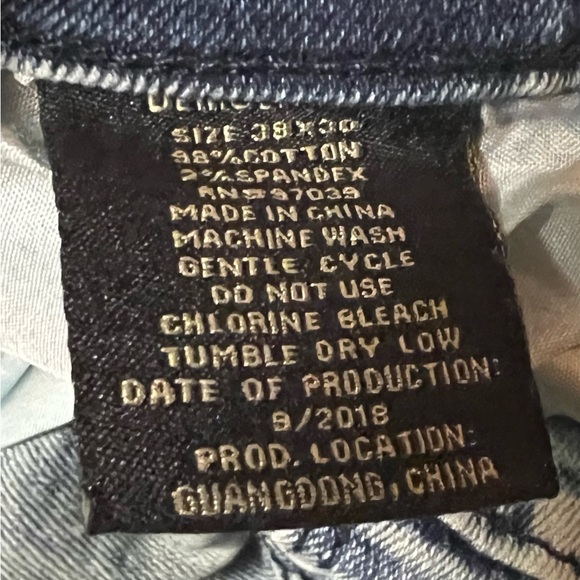 SIZE 38X30
98%COTTON
2%SPANDEX
RN#97039
MADE IN CHINA
MACHINE WASH
GENTLE CYCLE
DO NOT USE
CHLORINE BLEACH
TUMBLE DRY LOW
DATE OF PRODUCTION:
9/2018
PROD. LOCATION:
GUANGDONG, CHINA